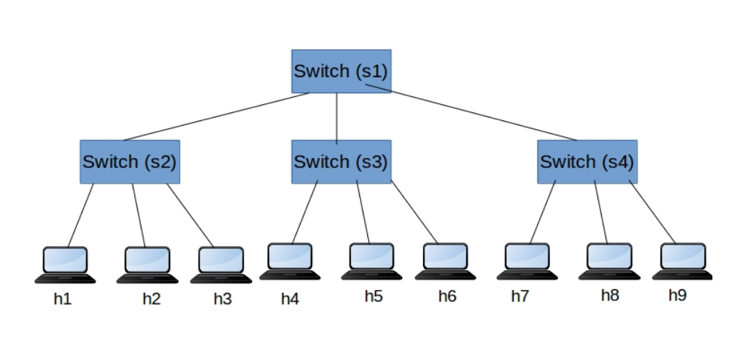 Switch (s1)
Switch (s2)
Switch (s3)
Switch (s4)
h1
h2
h3
h4
h5
h6
h7
h8
h9